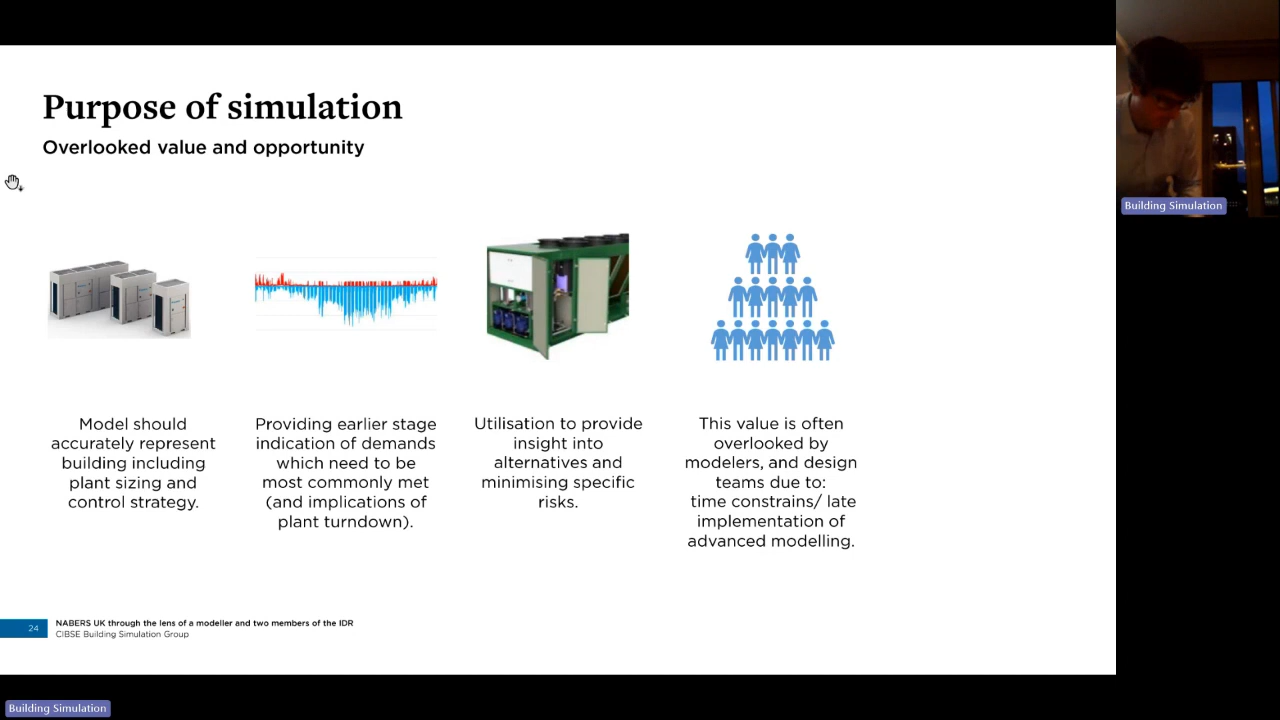 Purpose of simulation
Overlooked value and opportunity
Model should
accurately represent
building including
plant sizing and
control strategy.
Providing earlier stage
indication of demands
which need to be
most commonly met
(and implications of
plant turndown).
Utilisation to provide
insight into
alternatives and
minimising specific
risks.
This value is often
overlooked by
modelers, and design
teams due to:
time constrains/ late
implementation of
advanced modelling.
24
NABERS UK through the lens of a modeller and two members of the IDR
CIBSE Building Simulation Group
Building Simulation
Building Simulation